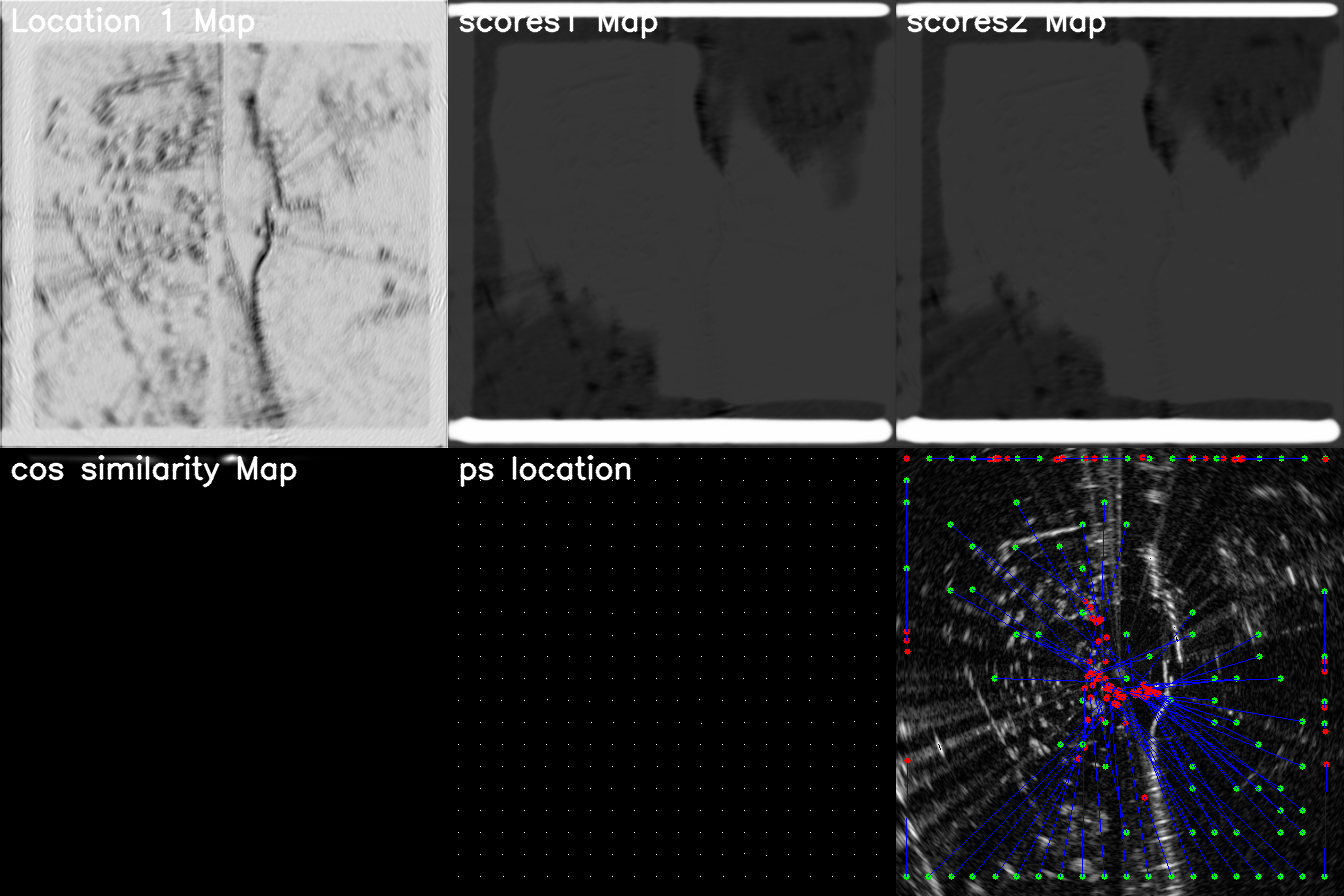 Location 1 Map
scores1 Map
scores2 Map
cos similarity Map
ps location